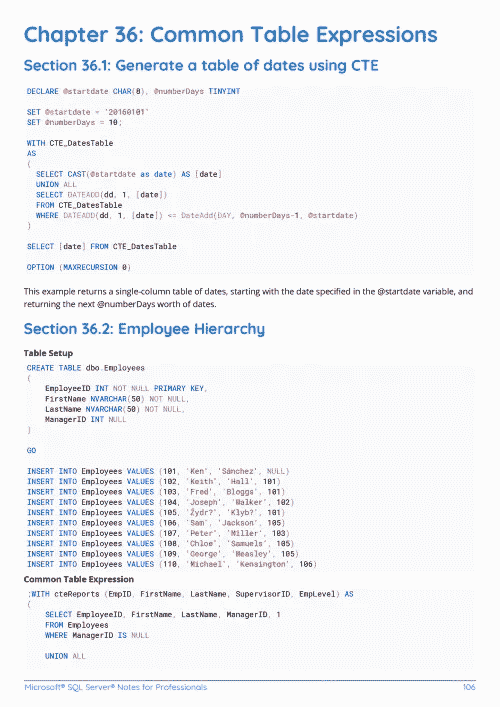 Chapter 36: Common Table Expressions
Section 36.1: Generate a table of dates using CTE
DECLARE @startdate CHAR(8), @numberDays TINYINT
SET @startdate = '20160101'
SET @numberDays = 10;
WITH CTE_DatesTable
AS
(
SELECT CAST(@startdate as date) AS [date]
UNION ALL
SELECT DATEADD(dd, 1, [date])
FROM CTE_DatesTable
WHERE DATEADD(dd, 1, [date]) <= DateAdd(DAY, @numberDays-1, @startdate)
)
SELECT [date] FROM CTE_DatesTable
OPTION (MAXRECURSION 0)
This example returns a single-column table of dates, starting with the date specified in the @startdate variable, and
returning the next @numberDays worth of dates.
Section 36.2: Employee Hierarchy
Table Setup
CREATE TABLE dbo.Employees
(
EmployeeID INT NOT NULL PRIMARY KEY,
FirstName NVARCHAR(50) NOT NULL,
LastName NVARCHAR(50) NOT NULL,
ManagerID INT NULL
)
GO
INSERT INTO Employees VALUES (101, 'Ken', 'Sánchez', NULL)
INSERT INTO Employees VALUES (102, 'Keith', 'Hall', 101)
INSERT INTO Employees VALUES (103, 'Fred', 'Bloggs', 101)
INSERT INTO Employees VALUES (104, 'Joseph', 'Walker', 102)
INSERT INTO Employees VALUES (105, 'Žydrė', 'Klybė', 101)
INSERT INTO Employees VALUES (106, 'Sam', 'Jackson', 105)
INSERT INTO Employees VALUES (107, 'Peter', 'Miller', 103)
INSERT INTO Employees VALUES (108, 'Chloe', 'Samuels', 105)
INSERT INTO Employees VALUES (109, 'George', 'Weasley', 105)
INSERT INTO Employees VALUES (110, 'Michael', 'Kensington', 106)
Common Table Expression
;WITH cteReports (EmpID, FirstName, LastName, SupervisorID, EmpLevel) AS
(
SELECT EmployeeID, FirstName, LastName, ManagerID, 1
FROM Employees
WHERE ManagerID IS NULL
UNION ALL
Microsoft® SQL Server® Notes for Professionals
106